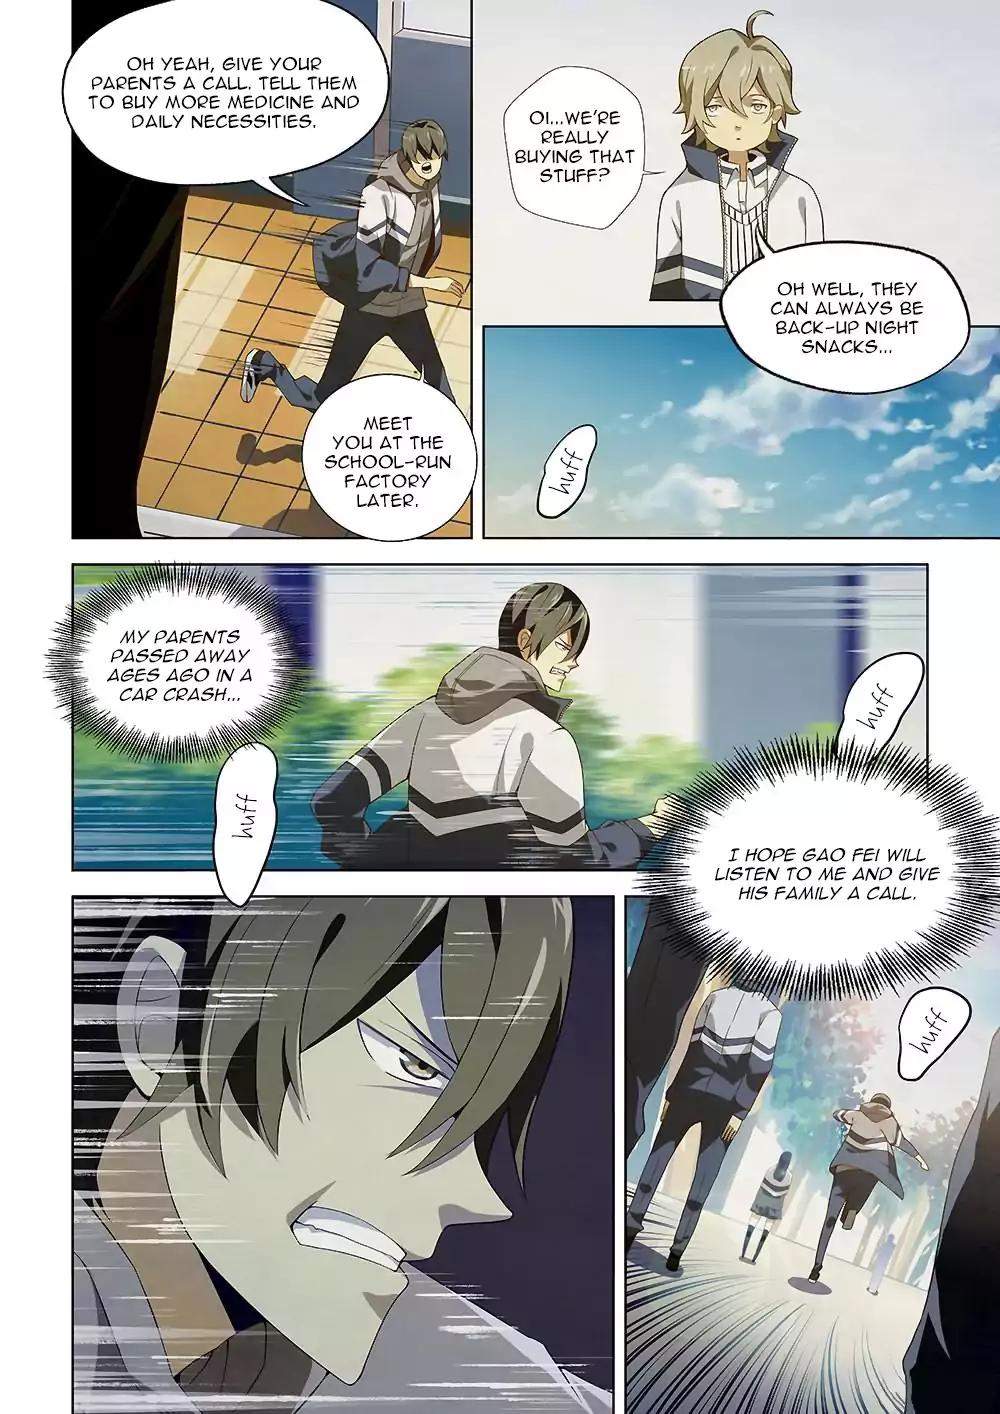 OH YEAH, GIVE YOUR
PARENTS A CALL. TELL THEM
TO BUY MORE MEDICINE AND
DAILY NECESSITIES.
MEET
YOU AT THE
SCHOOL-RUN
FACTORY
LATER.
OI...WE'RE
REALLY
BUYING THAT
STUFF?
OH WELL, THEY
CAN ALWAYS BE
BACK-UP NIGHT
SNACKS...
huff
MY PARENTS
PASSED AWAY
AGES AGO IN A
CAR CRASH...
huff
huff
I HOPE GAO FEI WILL
LISTEN TO ME AND GIVE
HIS FAMILY A CALL.
huff